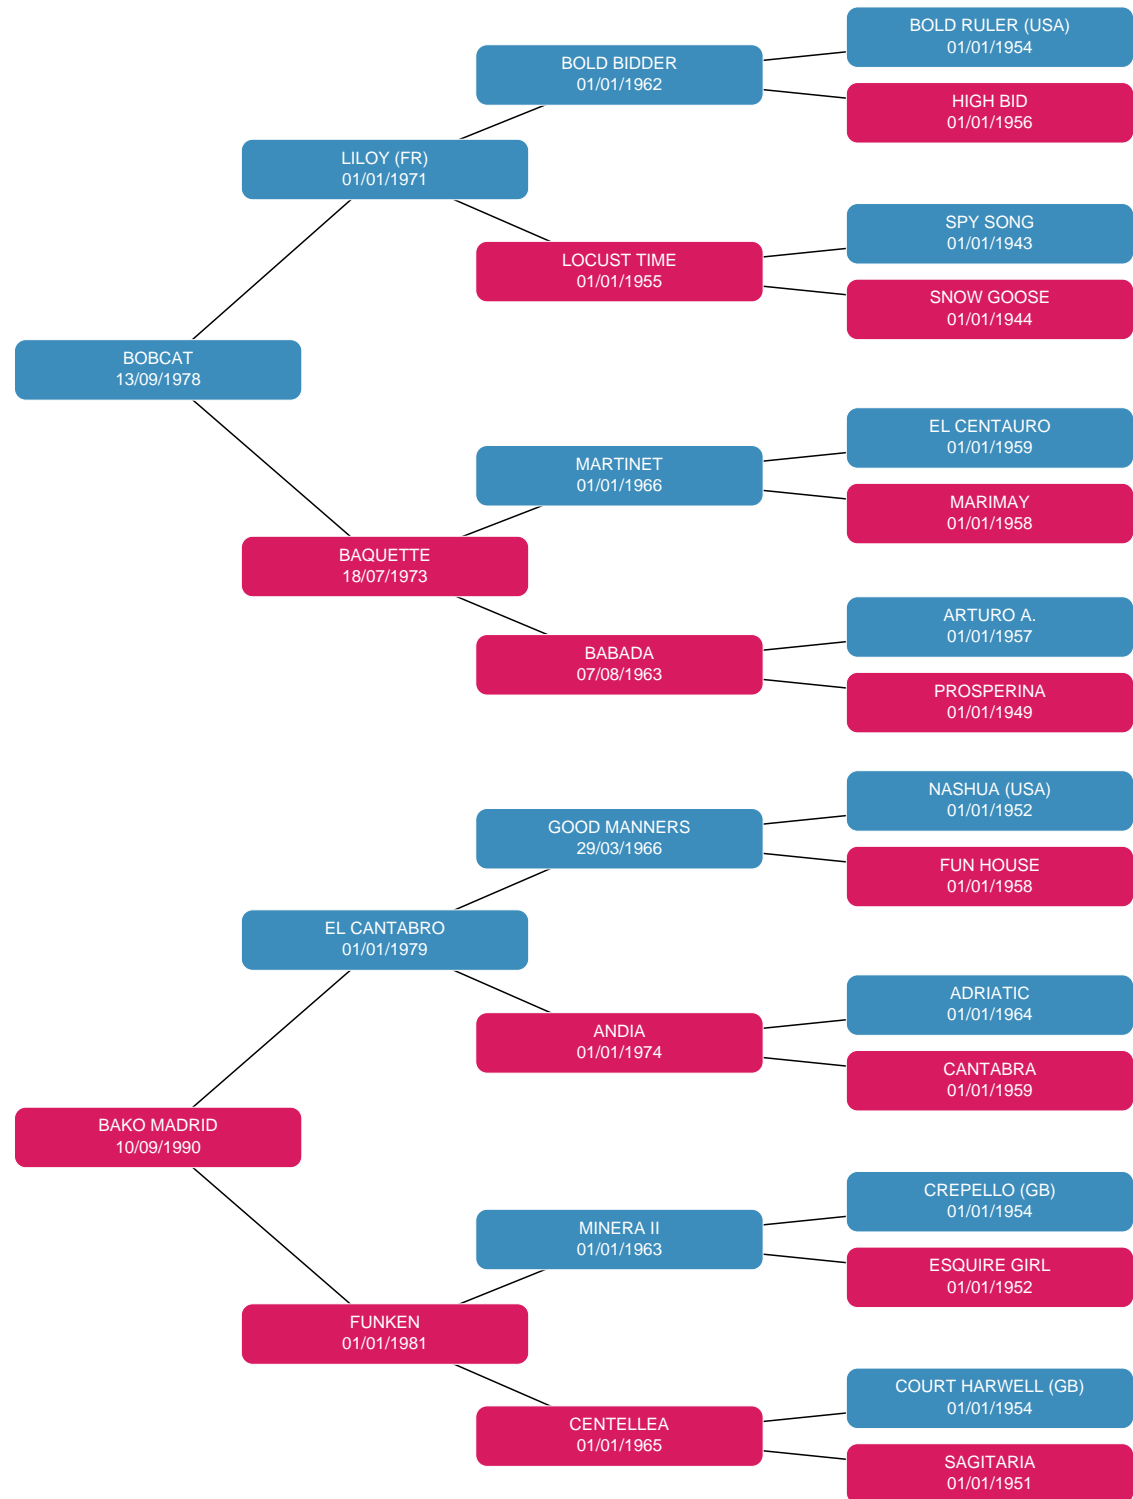 BOLD RULER (USA)
01/01/1954
BOLD BIDDER
01/01/1962
HIGH BID
01/01/1956
LILOY (FR)
01/01/1971
SPY SONG
01/01/1943
LOCUST TIME
01/01/1955
SNOW GOOSE
01/01/1944
BOBCAT
13/09/1978
EL CENTAURO
01/01/1959
MARTINET
01/01/1966
MARIMAY
01/01/1958
BAQUETTE
18/07/1973
ARTURO A.
01/01/1957
BABADA
07/08/1963
PROSPERINA
01/01/1949
NASHUA (USA)
01/01/1952
GOOD MANNERS
29/03/1966
FUN HOUSE
01/01/1958
EL CANTABRO
01/01/1979
ADRIATIC
01/01/1964
ANDIA
01/01/1974
CANTABRA
01/01/1959
BAKO MADRID
10/09/1990
CREPELLO (GB)
01/01/1954
MINERA II
01/01/1963
ESQUIRE GIRL
01/01/1952
FUNKEN
01/01/1981
COURT HARWELL (GB)
01/01/1954
CENTELLEA
01/01/1965
SAGITARIA
01/01/1951